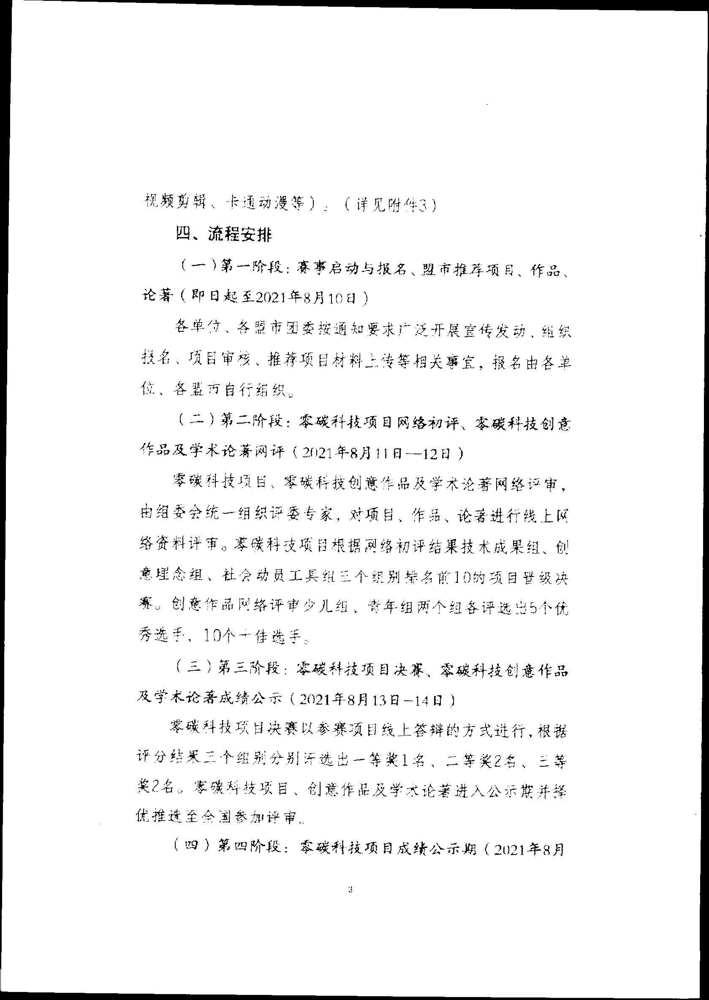 视频剪辑、卡通动漫等）。（详见附件3）
四、流程安排
（一）第一阶段：赛事启动与报名、盟市推荐项目、作品、
论著（即日起至2021年8月10日）
各单位、各盟市团委按通知要求广泛开展宣传发动、组织
报名、项目审核、推荐项目材料上传等相关事宜，报名由各单
位、各盟市自行组织。
（二）第二阶段：零碳科技项目网络初评、零碳科技创意
作品及学术论著网评（2021年8月11日—12日）
零碳科技项目、零碳科技创意作品及学术论著网络评审，
由组委会统一组织评委专家，对项目、作品、论著进行线上网
络资料评审。零碳科技项目根据网络初评结果技术成果组、创
意理念组、社会动员工具组三个组别排名前10的项目晋级决
赛。创意作品网络评审少儿组、青年组两个组各评选出5个优
秀选手，10个十佳选手。
（三）第三阶段：零碳科技项目决赛、零碳科技创意作品
及学术论著成绩公示（2021年8月13日-14日）
零碳科技项目决赛以参赛项目线上答辩的方式进行，根据
评分结果三个组别分别评选出一等奖1名、二等奖2名、三等
奖2名。零碳科技项目、创意作品及学术论著进入公示期并择
优推选至全国参加评审。
（四）第四阶段：零碳科技项目成绩公示期（2021年8月
3